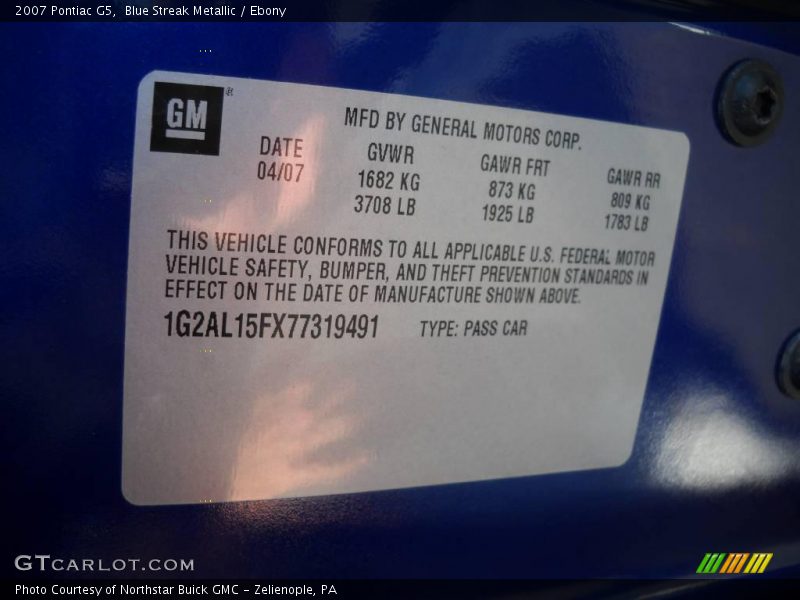 2007 Pontiac G5, Blue Streak Metallic / Ebony
GM®
MFD BY GENERAL MOTORS CORP.
DATE GVWR GAWR FRT GAWR RR
04/07 1682 KG 873 KG 809 KG
3708 LB 1925 LB 1783 LB
THIS VEHICLE CONFORMS TO ALL APPLICABLE U.S. FEDERAL MOTOR
VEHICLE SAFETY, BUMPER, AND THEFT PREVENTION STANDARDS IN
EFFECT ON THE DATE OF MANUFACTURE SHOWN ABOVE.
1G2AL15FX77319491 TYPE: PASS CAR
GTCARLOT.COM
Photo Courtesy of Northstar Buick GMC - Zelienople, PA